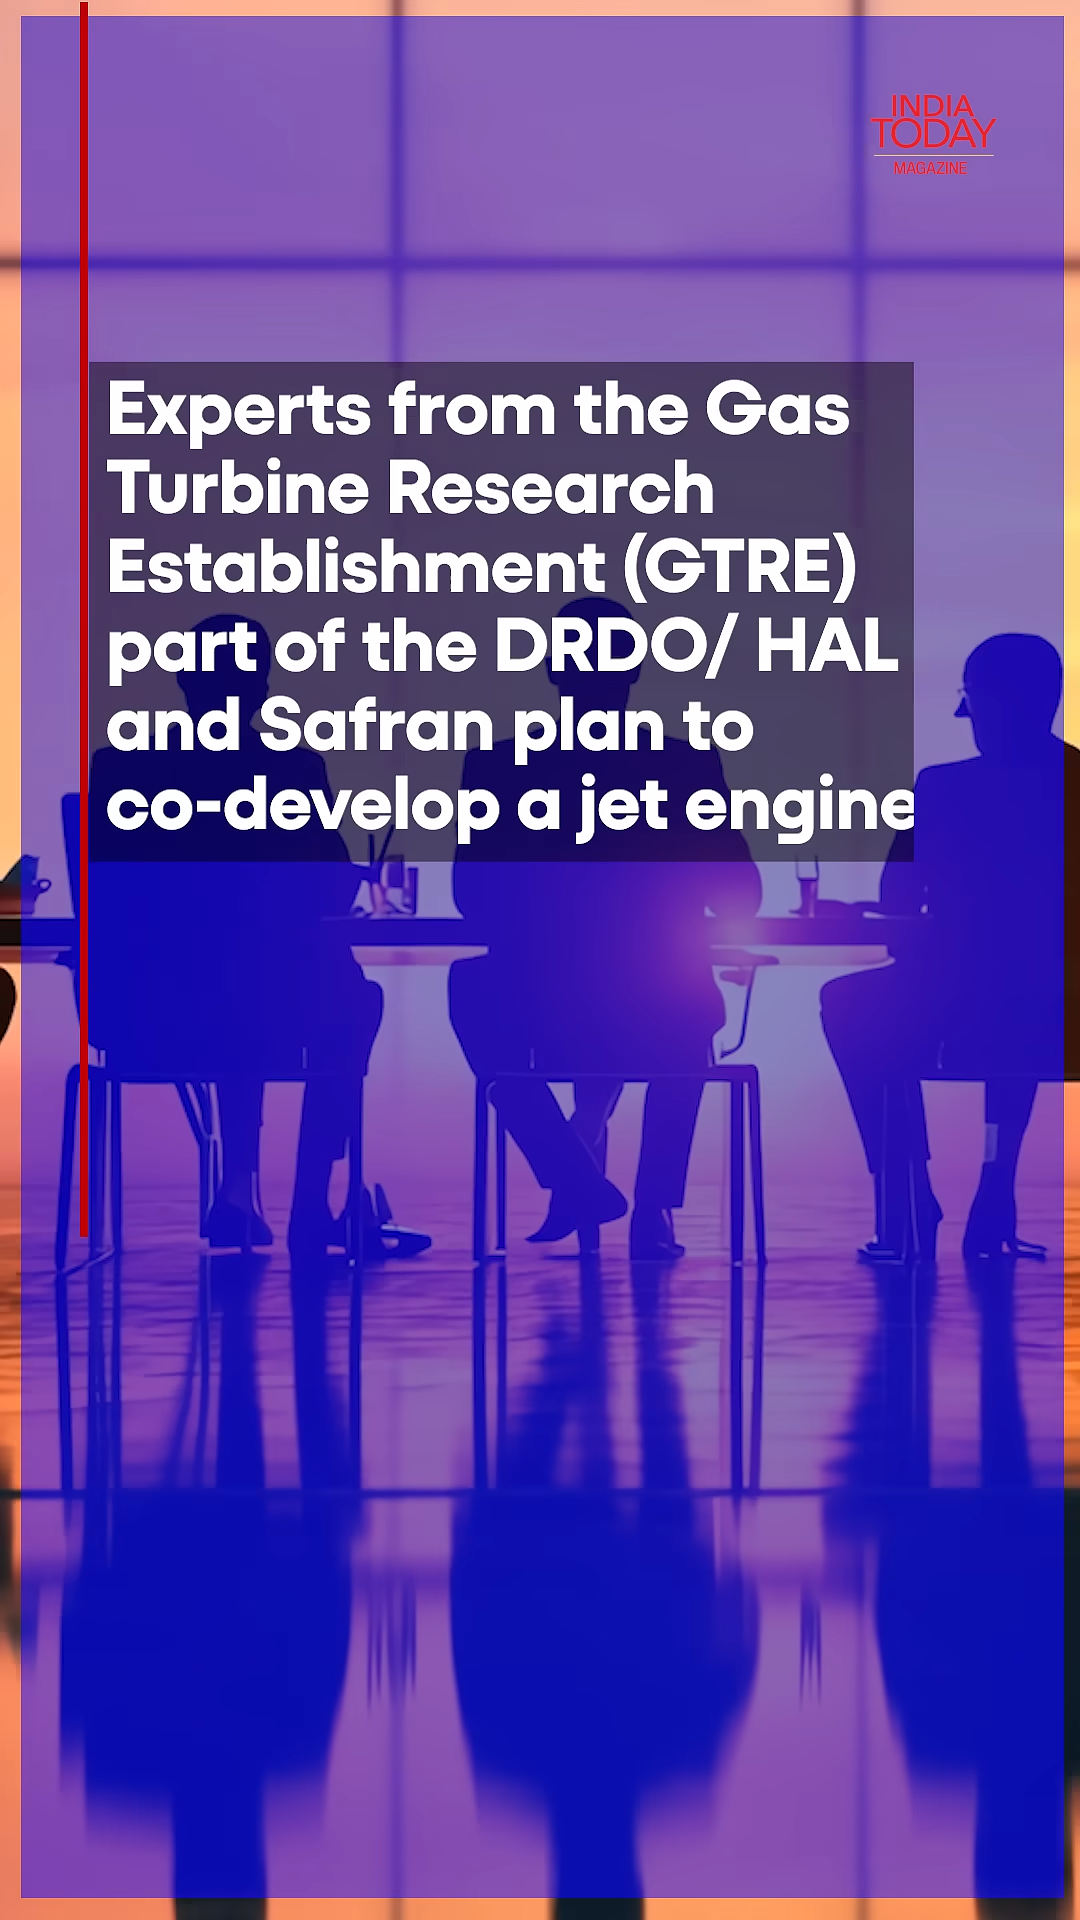 INDIA
TODAY
MAGAZINE
Experts from the Gas
Turbine Research
Establishment (GTRE)
part of the DRDO/ HAL
and Safran plan to
co-develop a jet engine